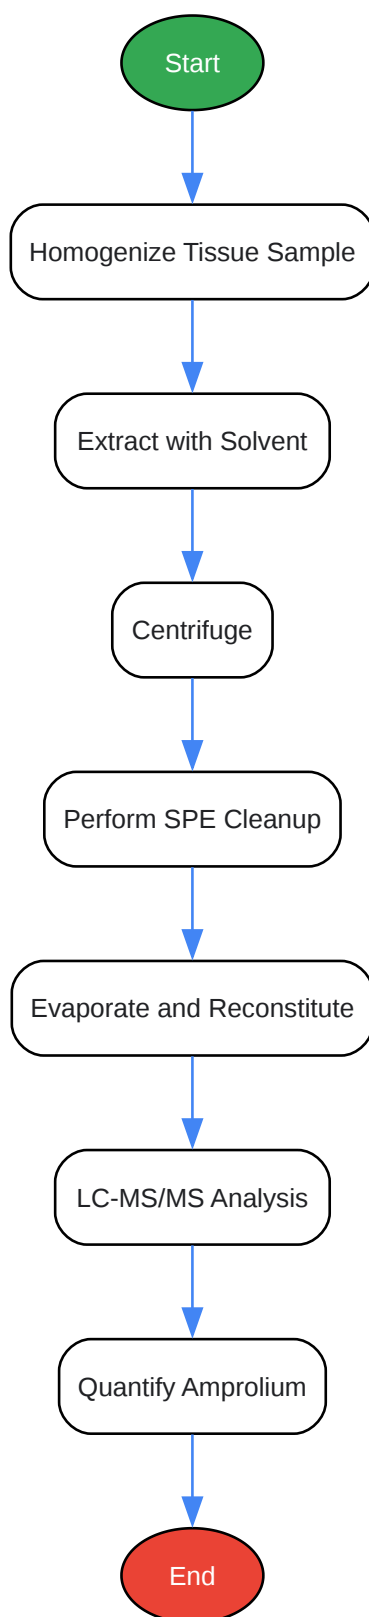 Start
Homogenize Tissue Sample
Extract with Solvent
Centrifuge
Perform SPE Cleanup
Evaporate and Reconstitute
LC-MS/MS Analysis
Quantify Amprolium
End